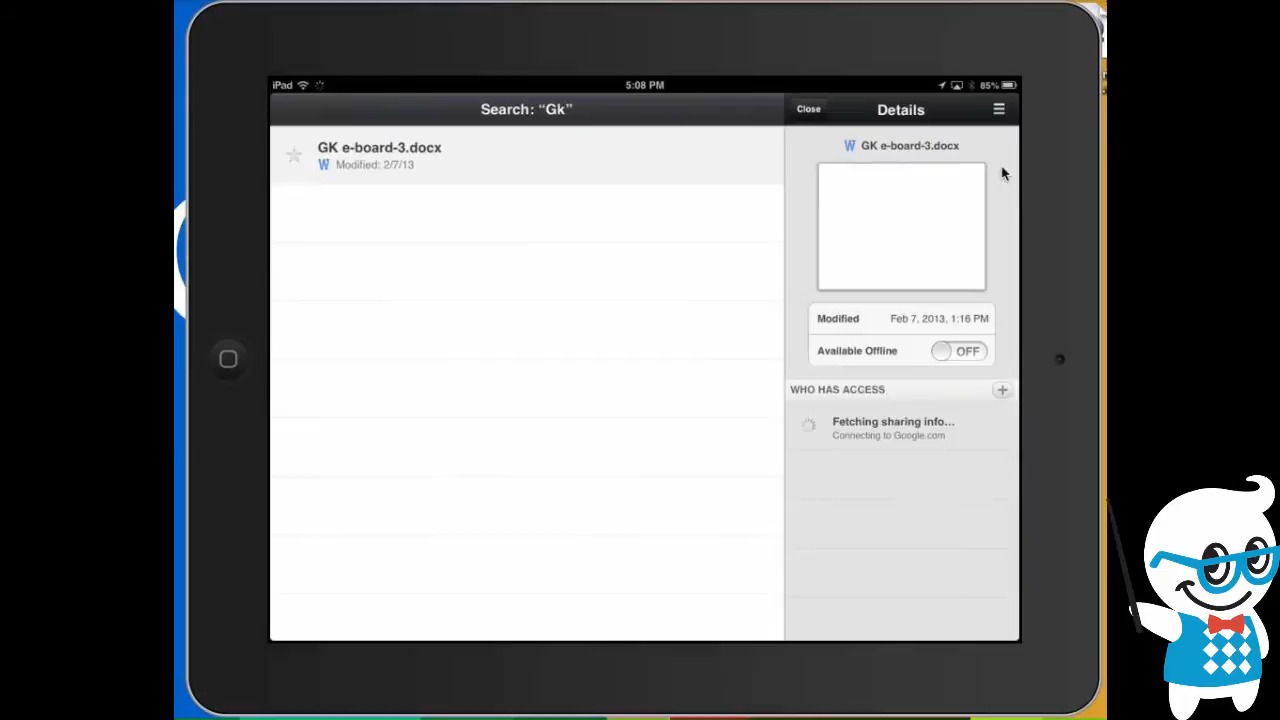 iPad
5:08 PM
85%
Search: “Gk”
Close
Details
GK e-board-3.docx
W Modified: 2/7/13
W GK e-board-3.docx
Modified Feb 7, 2013, 1:16 PM
Available Offline OFF
WHO HAS ACCESS
Fetching sharing info...
Connecting to Google.com